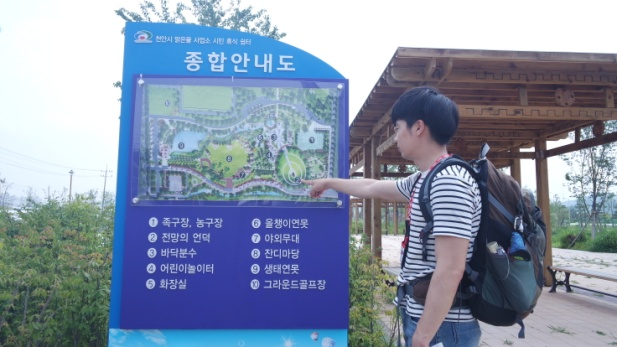 천안시 맑은물 사업소 시민 휴식 쉼터
종합안내도
1 족구장, 농구장
2 전망의 언덕
3 바닥분수
4 어린이놀이터
5 화장실
6 올챙이연못
7 야외무대
8 잔디마당
9 생태연못
10 그라운드골프장